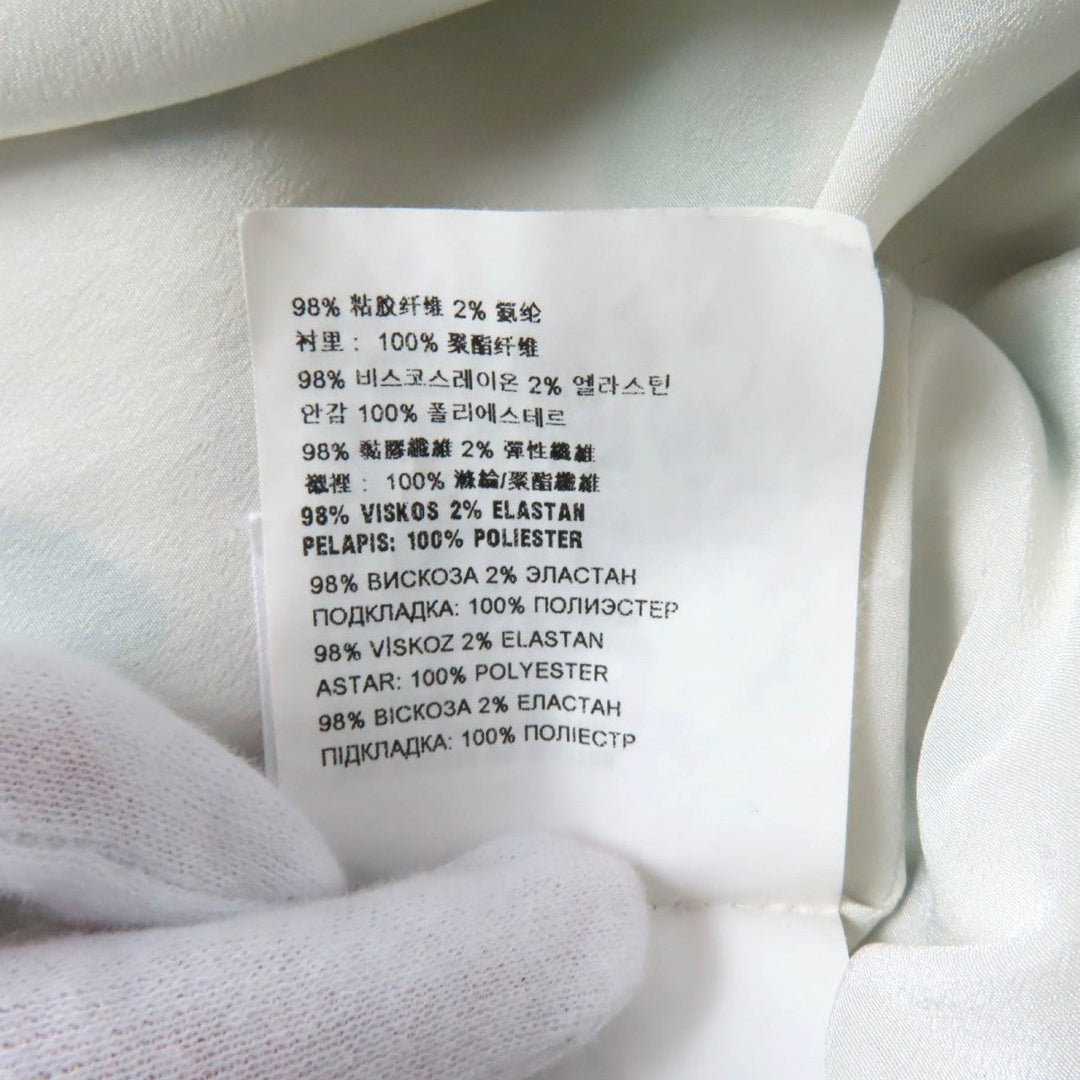 98% 粘胶纤维 2% 氨纶
衬里： 100% 聚酯纤维
98% 비스코스레이온 2% 엘라스틴
안감 100% 폴리에스테르
98% 黏膠纖維 2% 彈性纖維
襯裡： 100% 滌綸/聚酯纖維
98% VISKOS 2% ELASTAN
PELAPIS: 100% POLIESTER
98% ВИСКОЗА 2% ЭЛАСТАН
ПОДКЛАДКА: 100% ПОЛИЭСТЕР
98% VİSKOZ 2% ELASTAN
ASTAR: 100% POLYESTER
98% ВІСКОЗА 2% ЕЛАСТАН
ПІДКЛАДКА: 100% ПОЛІЕСТР